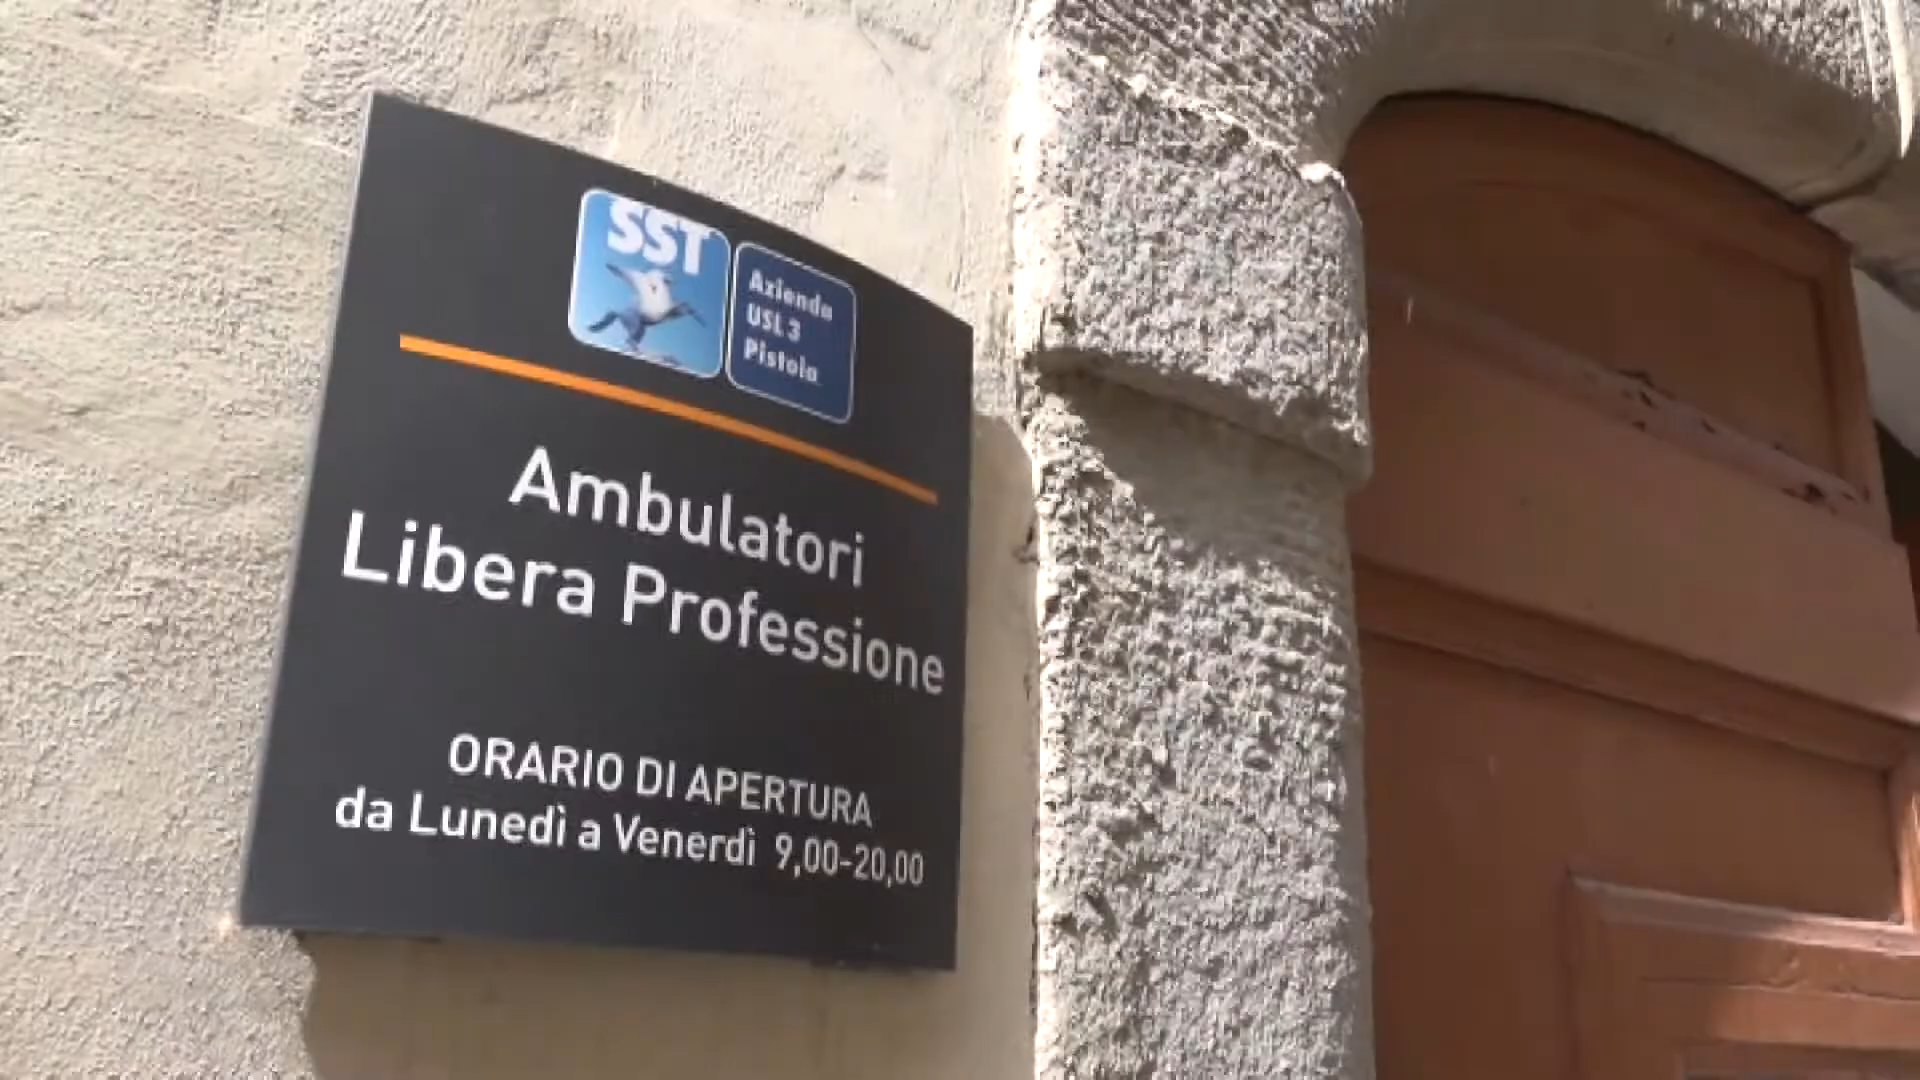 SST
Azienda
USL 3
Pistoia
Ambulatori
Libera Professione
ORARIO DI APERTURA
da Lunedì a Venerdì 9,00-20,00